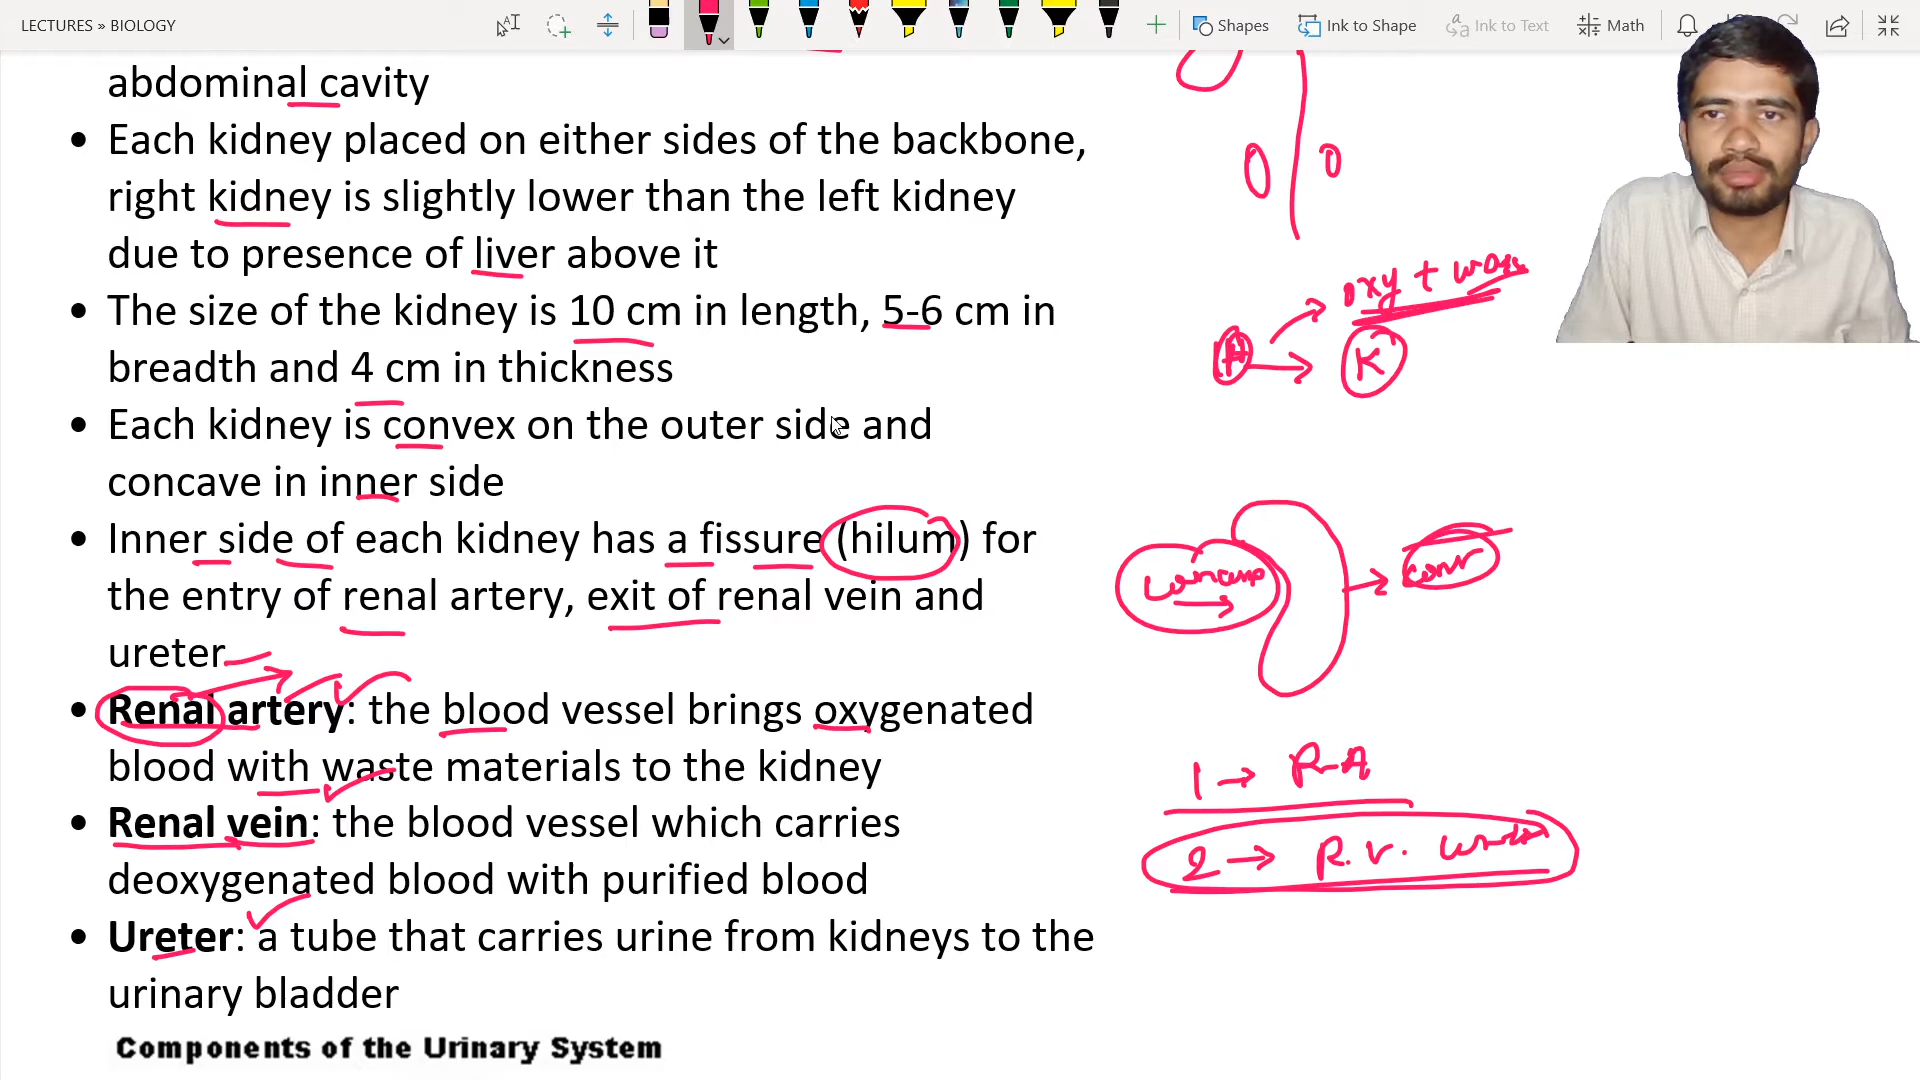 LECTURES » BIOLOGY
Shapes
Ink to Shape
Ink to Text
Math
abdominal cavity
• Each kidney placed on either sides of the backbone,
right kidney is slightly lower than the left kidney
due to presence of liver above it
• The size of the kidney is 10 cm in length, 5-6 cm in
breadth and 4 cm in thickness
• Each kidney is convex on the outer side and
concave in inner side
• Inner side of each kidney has a fissure (hilum) for
the entry of renal artery, exit of renal vein and
ureter
• Renal artery: the blood vessel brings oxygenated
blood with waste materials to the kidney
• Renal vein: the blood vessel which carries
deoxygenated blood with purified blood
• Ureter: a tube that carries urine from kidneys to the
urinary bladder
Components of the Urinary System
oxy +
H → K
1 → R-A
2 → R.V.